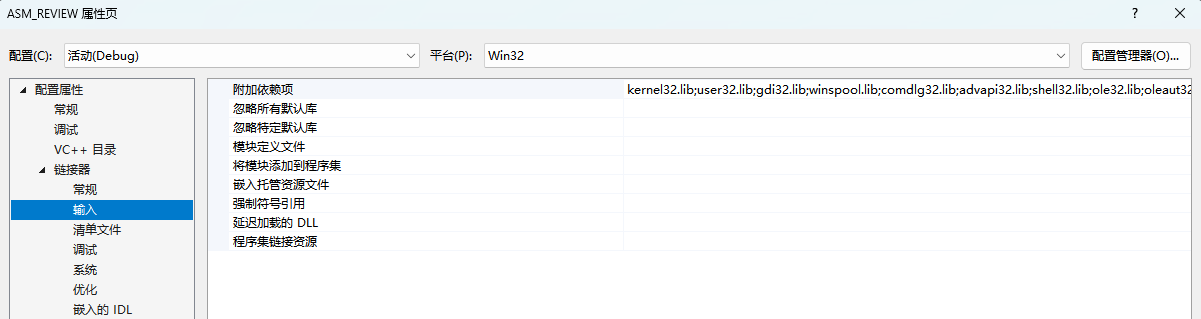 ASM_REVIEW 属性页 ? ×
配置(C): 活动(Debug) 平台(P): Win32 配置管理器(O)...
配置属性
常规
调试
VC++ 目录
链接器
常规
输入
清单文件
调试
系统
优化
嵌入的 IDL
附加依赖项 kernel32.lib;user32.lib;gdi32.lib;winspool.lib;comdlg32.lib;advapi32.lib;shell32.lib;ole32.lib;oleaut32
忽略所有默认库
忽略特定默认库
模块定义文件
将模块添加到程序集
嵌入托管资源文件
强制符号引用
延迟加载的 DLL
程序集链接资源